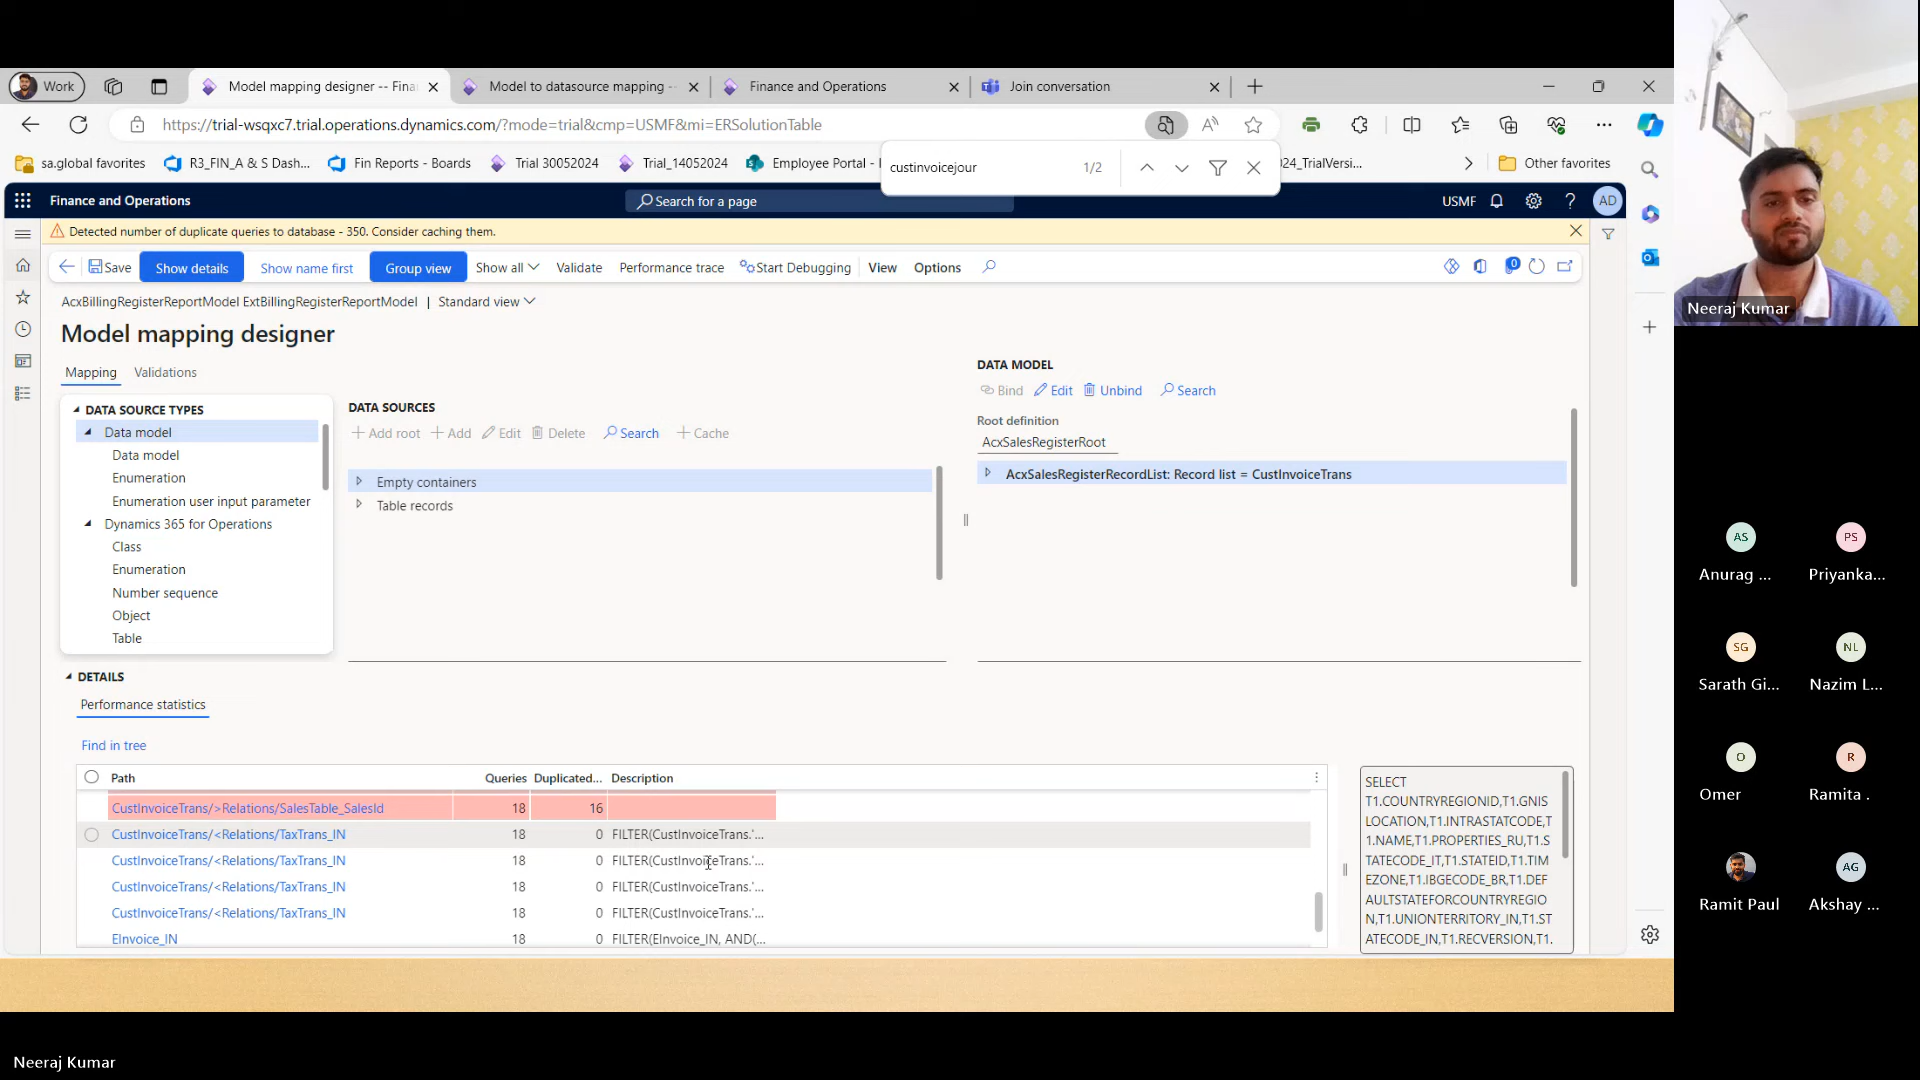 Work
Model mapping designer -- Fina
Model to datasource mapping -
Finance and Operations
Join conversation
https://trial-wsqxc7.trial.operations.dynamics.com/?mode=trial&cmp=USMF&mi=ERSolutionTable
sa.global favorites
R3_FIN_A & S Dash...
Fin Reports - Boards
Trial 30052024
Trial_14052024
Employee Portal -
24_TrialVersi...
Other favorites
custinvoicejour
1/2
Finance and Operations
Search for a page
USMF
AD
Detected number of duplicate queries to database - 350. Consider caching them.
Save
Show details
Show name first
Group view
Show all
Validate
Performance trace
Start Debugging
View
Options
0
AcxBillingRegisterReportModel ExtBillingRegisterReportModel | Standard view
Model mapping designer
Mapping
Validations
DATA SOURCE TYPES
Data model
Data model
Enumeration
Enumeration user input parameter
Dynamics 365 for Operations
Class
Enumeration
Number sequence
Object
Table
DATA SOURCES
Add root
Add
Edit
Delete
Search
Cache
Empty containers
Table records
DATA MODEL
Bind
Edit
Unbind
Search
Root definition
AcxSalesRegisterRoot
AcxSalesRegisterRecordList: Record list = CustInvoiceTrans
DETAILS
Performance statistics
Find in tree
Path Queries Duplicated... Description
CustInvoiceTrans/>Relations/SalesTable_SalesId 18 16
CustInvoiceTrans/<Relations/TaxTrans_IN 18 0 FILTER(CustInvoiceTrans.'...
CustInvoiceTrans/<Relations/TaxTrans_IN 18 0 FILTER(CustInvoiceTrans.'...
CustInvoiceTrans/<Relations/TaxTrans_IN 18 0 FILTER(CustInvoiceTrans.'...
CustInvoiceTrans/<Relations/TaxTrans_IN 18 0 FILTER(CustInvoiceTrans.'...
EInvoice_IN 18 0 FILTER(EInvoice_IN, AND(...
SELECT
T1.COUNTRYREGIONID,T1.GNIS
LOCATION,T1.INTRASTATCODE,T
1.NAME,T1.PROPERTIES_RU,T1.S
TATECODE_IT,T1.STATEID,T1.TIM
EZONE,T1.IBGECODE_BR,T1.DEF
AULTSTATEFORCOUNTRYREGIO
N,T1.UNIONTERRITORY_IN,T1.ST
ATECODE_IN,T1.RECVERSION,T1.
Neeraj Kumar
AS
Anurag ...
PS
Priyanka...
SG
Sarath Gi...
NL
Nazim L...
O
Omer
R
Ramita .
Ramit Paul
AG
Akshay ...
Neeraj Kumar